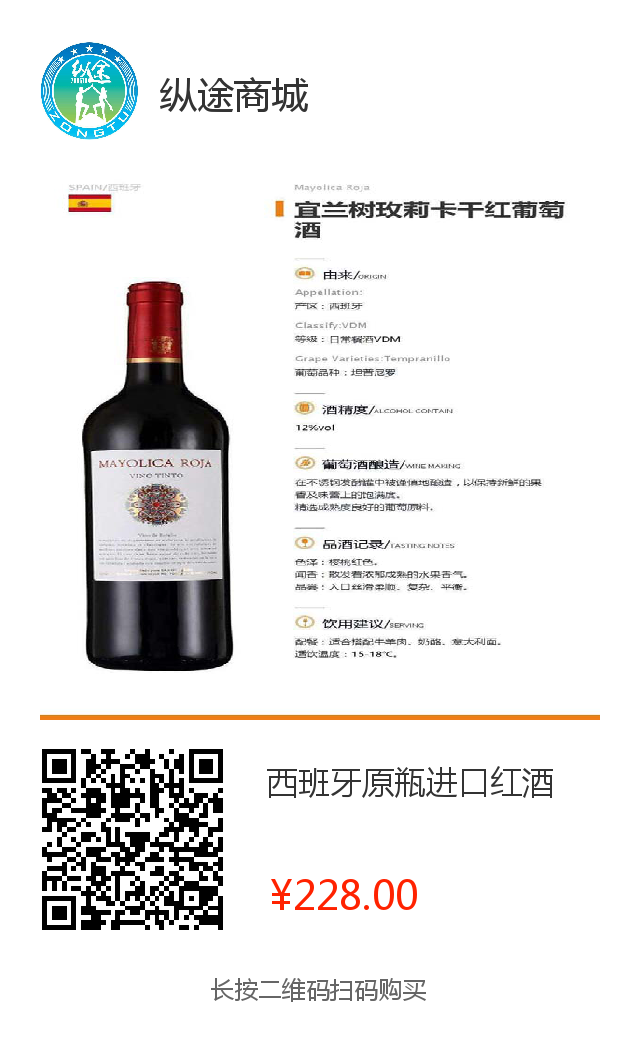 纵途
ZONGTU
纵途商城
SPAIN/西班牙
Mayolica Roja
宜兰树玫莉卡干红葡萄
酒
由来/ORIGIN
Appellation:
产区：西班牙
Classify:VDM
等级：日常餐酒VDM
Grape Varieties:Tempranillo
葡萄品种：坦普尼罗
酒精度/ALCOHOL CONTAIN
12%vol
葡萄酒酿造/WINE MAKING
在不锈钢发酵罐中被谨慎地酿造，以保持新鲜的果
香及味蕾上的饱满度。
精选成熟度良好的葡萄原料。
品酒记录/TASTING NOTES
色泽：樱桃红色。
闻香：散发着浓郁成熟的水果香气。
品尝：入口丝滑柔顺、复杂、平衡。
饮用建议/SERVING
配餐：适合搭配牛羊肉、奶酪、意大利面。
适饮温度：15-18℃。
MAYOLICA ROJA
VINO TINTO
西班牙原瓶进口红酒
¥228.00
长按二维码扫码购买